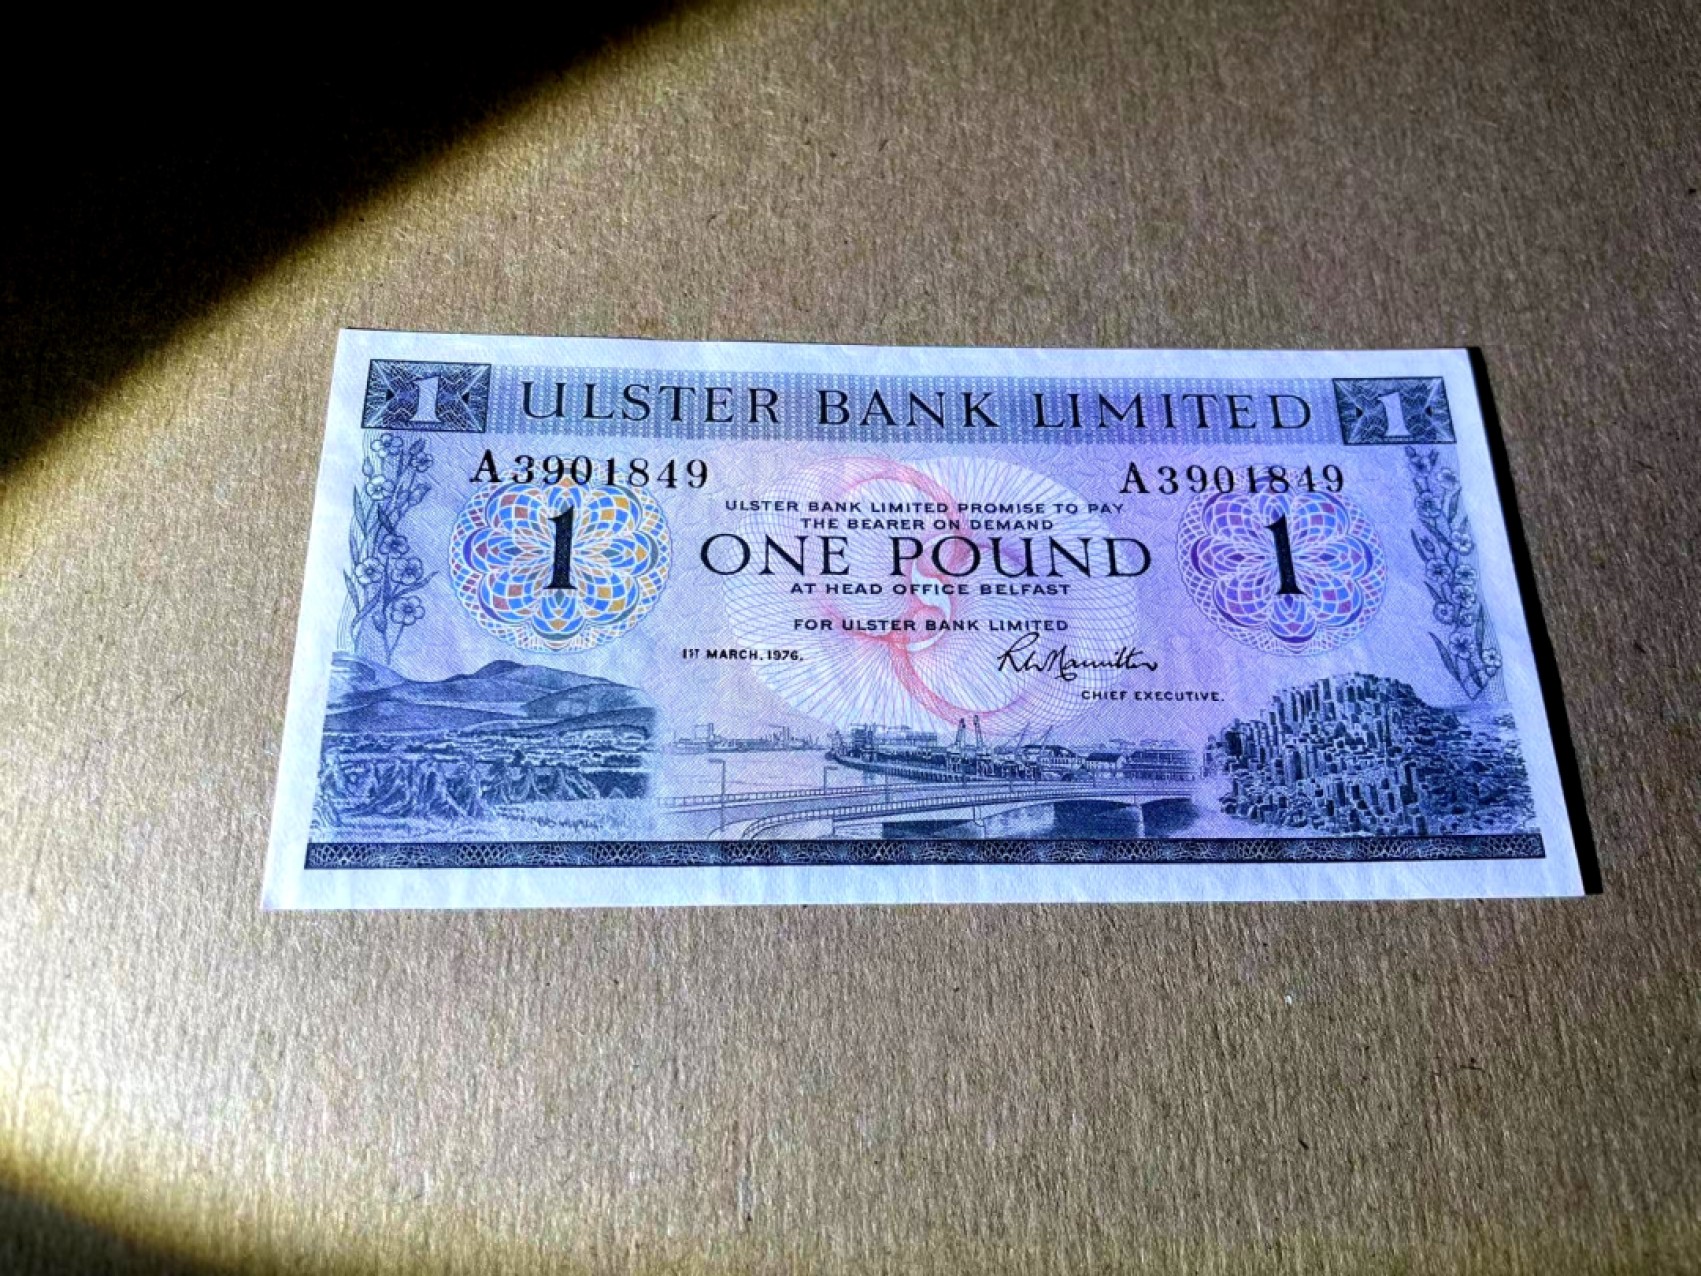 1 ULSTER BANK LIMITED 1
A3901849 A3901849
ULSTER BANK LIMITED PROMISE TO PAY
THE BEARER ON DEMAND
1 ONE POUND 1
AT HEAD OFFICE BELFAST
FOR ULSTER BANK LIMITED
1ST MARCH, 1976.
CHIEF EXECUTIVE.